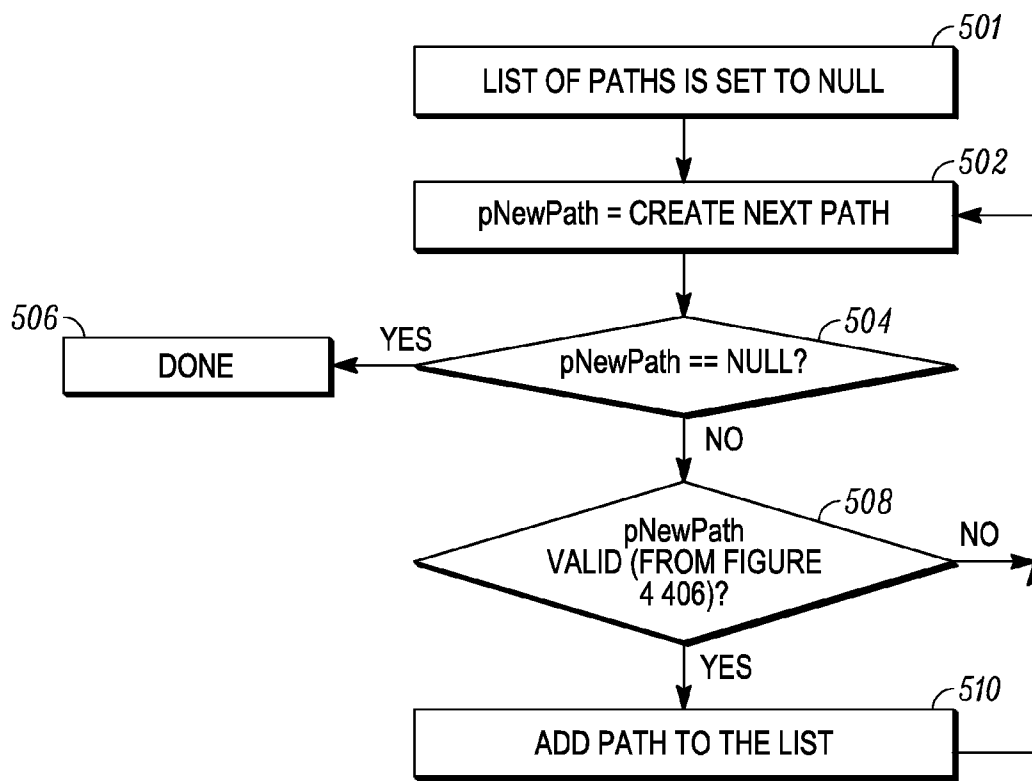 501
LIST OF PATHS IS SET TO NULL
502
pNewPath = CREATE NEXT PATH
506
DONE
YES
504
pNewPath == NULL?
NO
508
pNewPath
VALID (FROM FIGURE
4 406)?
NO
YES
510
ADD PATH TO THE LIST